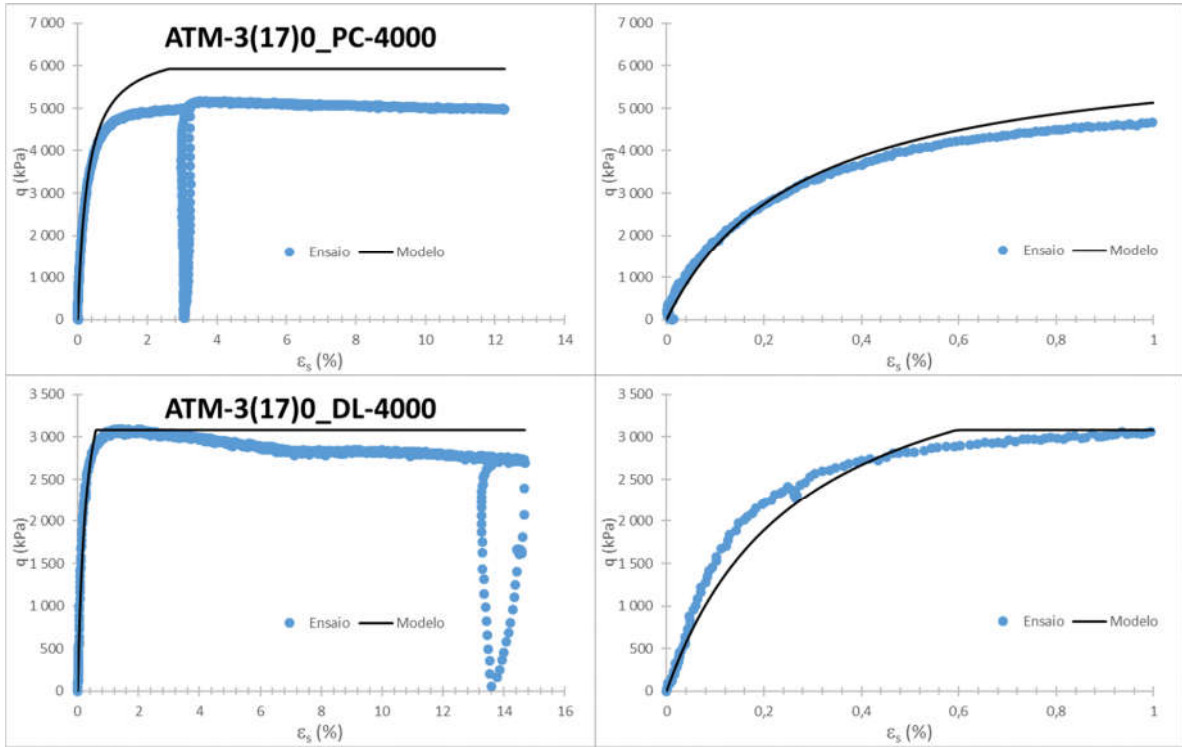 ATM-3(17)0_PC-4000
7 000
6 000
5 000
4 000
3 000
2 000
1 000
0
q (kPa)
Ensaio
Modelo
0 2 4 6 8 10 12 14
εs (%)
7 000
6 000
5 000
4 000
3 000
2 000
1 000
0
q (kPa)
Ensaio
Modelo
0 0,2 0,4 0,6 0,8 1
εs (%)
ATM-3(17)0_DL-4000
3 500
3 000
2 500
2 000
1 500
1 000
500
0
q (kPa)
Ensaio
Modelo
0 2 4 6 8 10 12 14 16
εs (%)
3 500
3 000
2 500
2 000
1 500
1 000
500
0
q (kPa)
Ensaio
Modelo
0 0,2 0,4 0,6 0,8 1
εs (%)